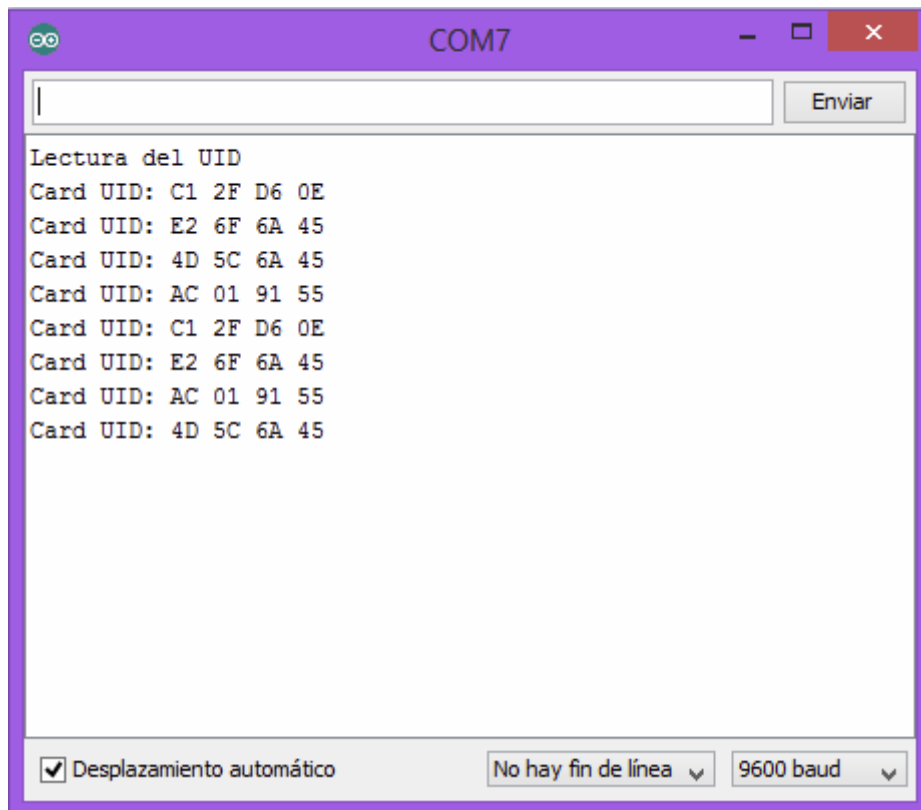 COM7
Enviar
Lectura del UID
Card UID: C1 2F D6 0E
Card UID: E2 6F 6A 45
Card UID: 4D 5C 6A 45
Card UID: AC 01 91 55
Card UID: C1 2F D6 0E
Card UID: E2 6F 6A 45
Card UID: AC 01 91 55
Card UID: 4D 5C 6A 45
Desplazamiento automático No hay fin de línea 9600 baud